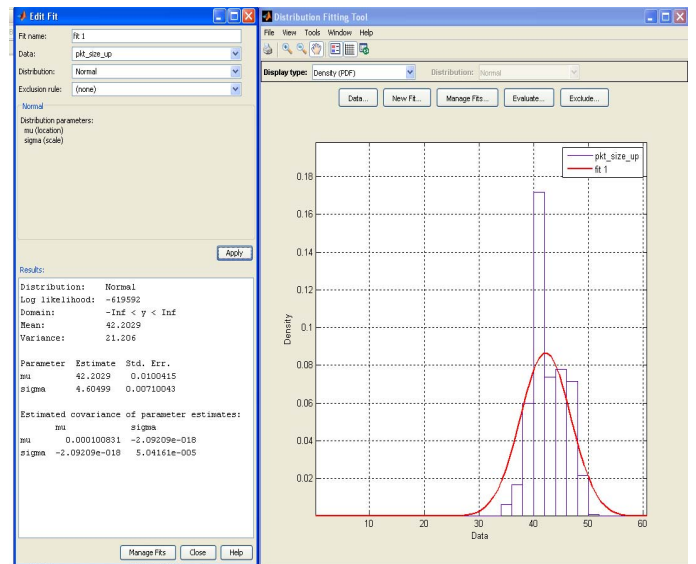 Edit Fit
Fit name: fit 1
Data: pkt_size_up
Distribution: Normal
Exclusion rule: (none)
Normal
Distribution parameters:
mu (location)
sigma (scale)
Apply
Results:
Distribution: Normal
Log likelihood: -619592
Domain: -Inf < y < Inf
Mean: 42.2029
Variance: 21.206
Parameter Estimate Std. Err.
mu 42.2029 0.0100415
sigma 4.60499 0.00710043
Estimated covariance of parameter estimates:
mu sigma
mu 0.000100831 -2.09209e-018
sigma -2.09209e-018 5.04161e-005
Manage Fits Close Help
Distribution Fitting Tool
File View Tools Window Help
Display type: Density (PDF) Distribution: Normal
Data... New Fit... Manage Fits... Evaluate... Exclude...
pkt_size_up
fit 1
0.18
0.16
0.14
0.12
0.1
0.08
0.06
0.04
0.02
Density
10 20 30 40 50 60
Data